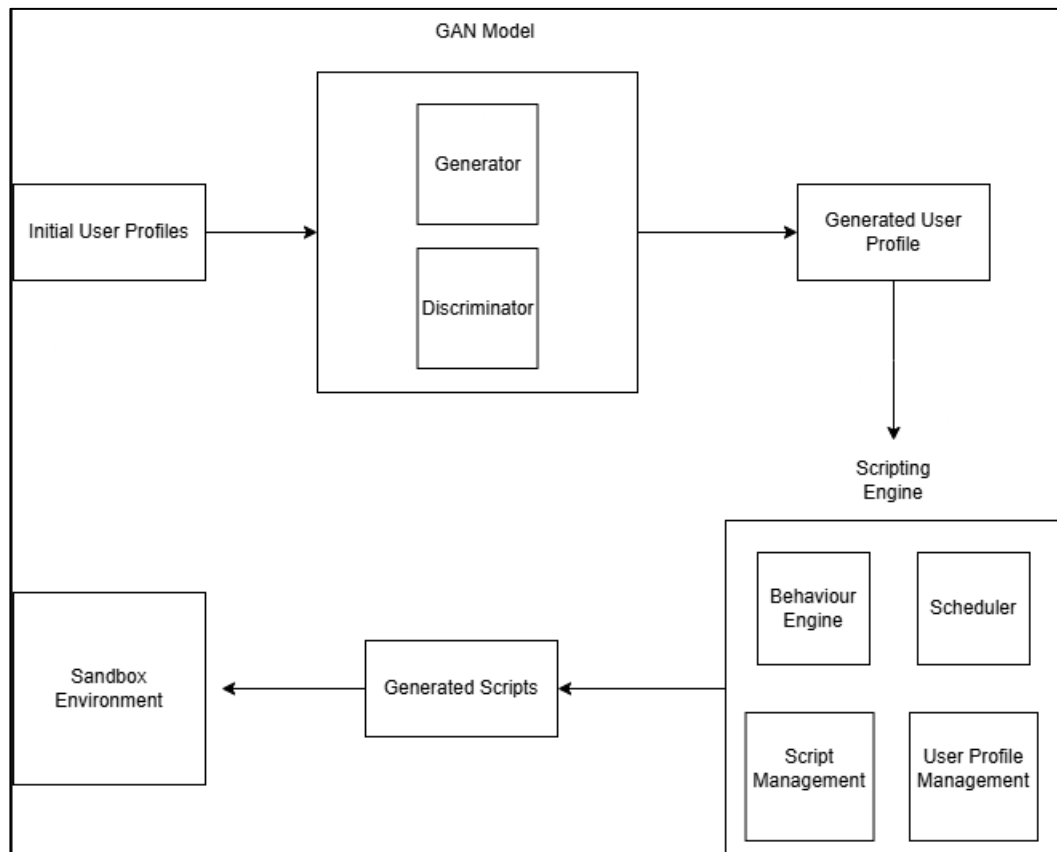 GAN Model
Generator
Initial User Profiles
Generated User
Profile
Discriminator
Scripting
Engine
Behaviour
Engine
Scheduler
Sandbox
Environment
Generated Scripts
Script
Management
User Profile
Management